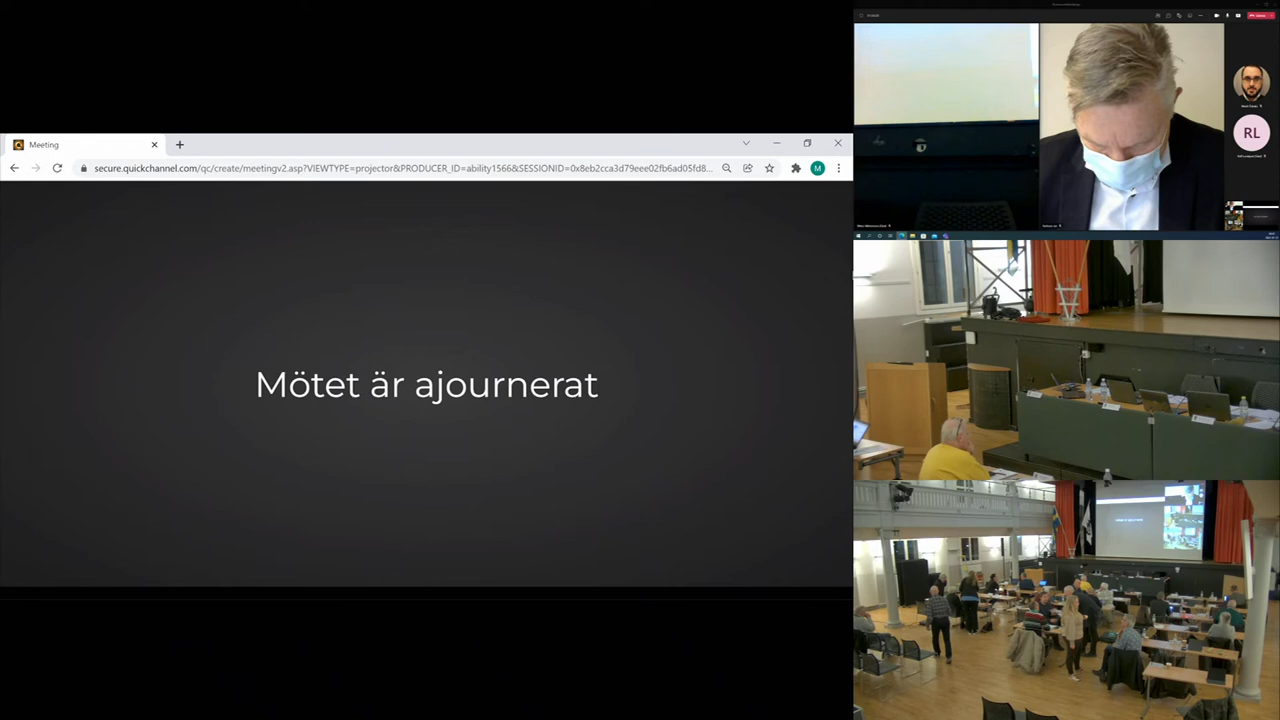 Meeting
secure.quickchannel.com/qc/create/meetingv2.asp?VIEWTYPE=projector&PRODUCER_ID=ability1566&SESSIONID=0x8eb2cca3d79eee02fb6ad05fd8...
M
Mötet är ajournerat
RL